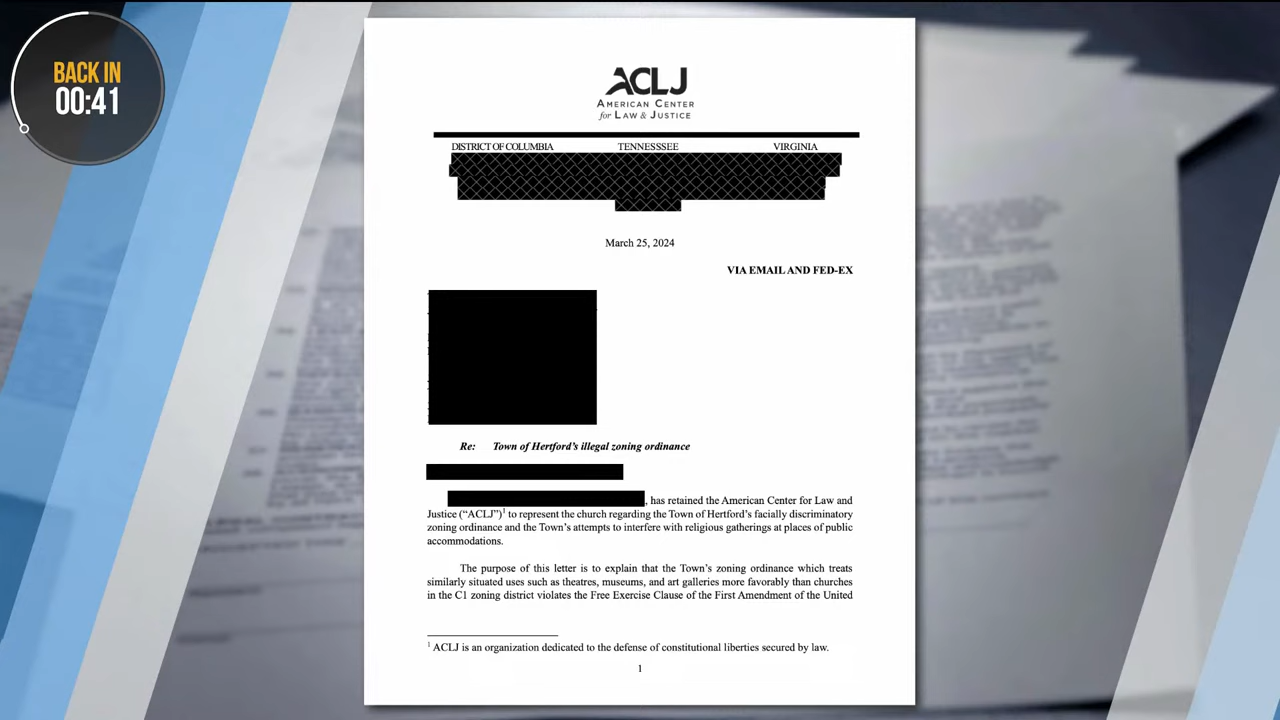 BACK IN
00:41
ACLJ
AMERICAN CENTER
for LAW & JUSTICE
DISTRICT OF COLUMBIA TENNESSSEE VIRGINIA
March 25, 2024
VIA EMAIL AND FED-EX
Re: Town of Hertford's illegal zoning ordinance
, has retained the American Center for Law and
Justice ("ACLJ")¹ to represent the church regarding the Town of Hertford's facially discriminatory
zoning ordinance and the Town's attempts to interfere with religious gatherings at places of public
accommodations.
The purpose of this letter is to explain that the Town's zoning ordinance which treats
similarly situated uses such as theatres, museums, and art galleries more favorably than churches
in the C1 zoning district violates the Free Exercise Clause of the First Amendment of the United
¹ ACLJ is an organization dedicated to the defense of constitutional liberties secured by law.
1